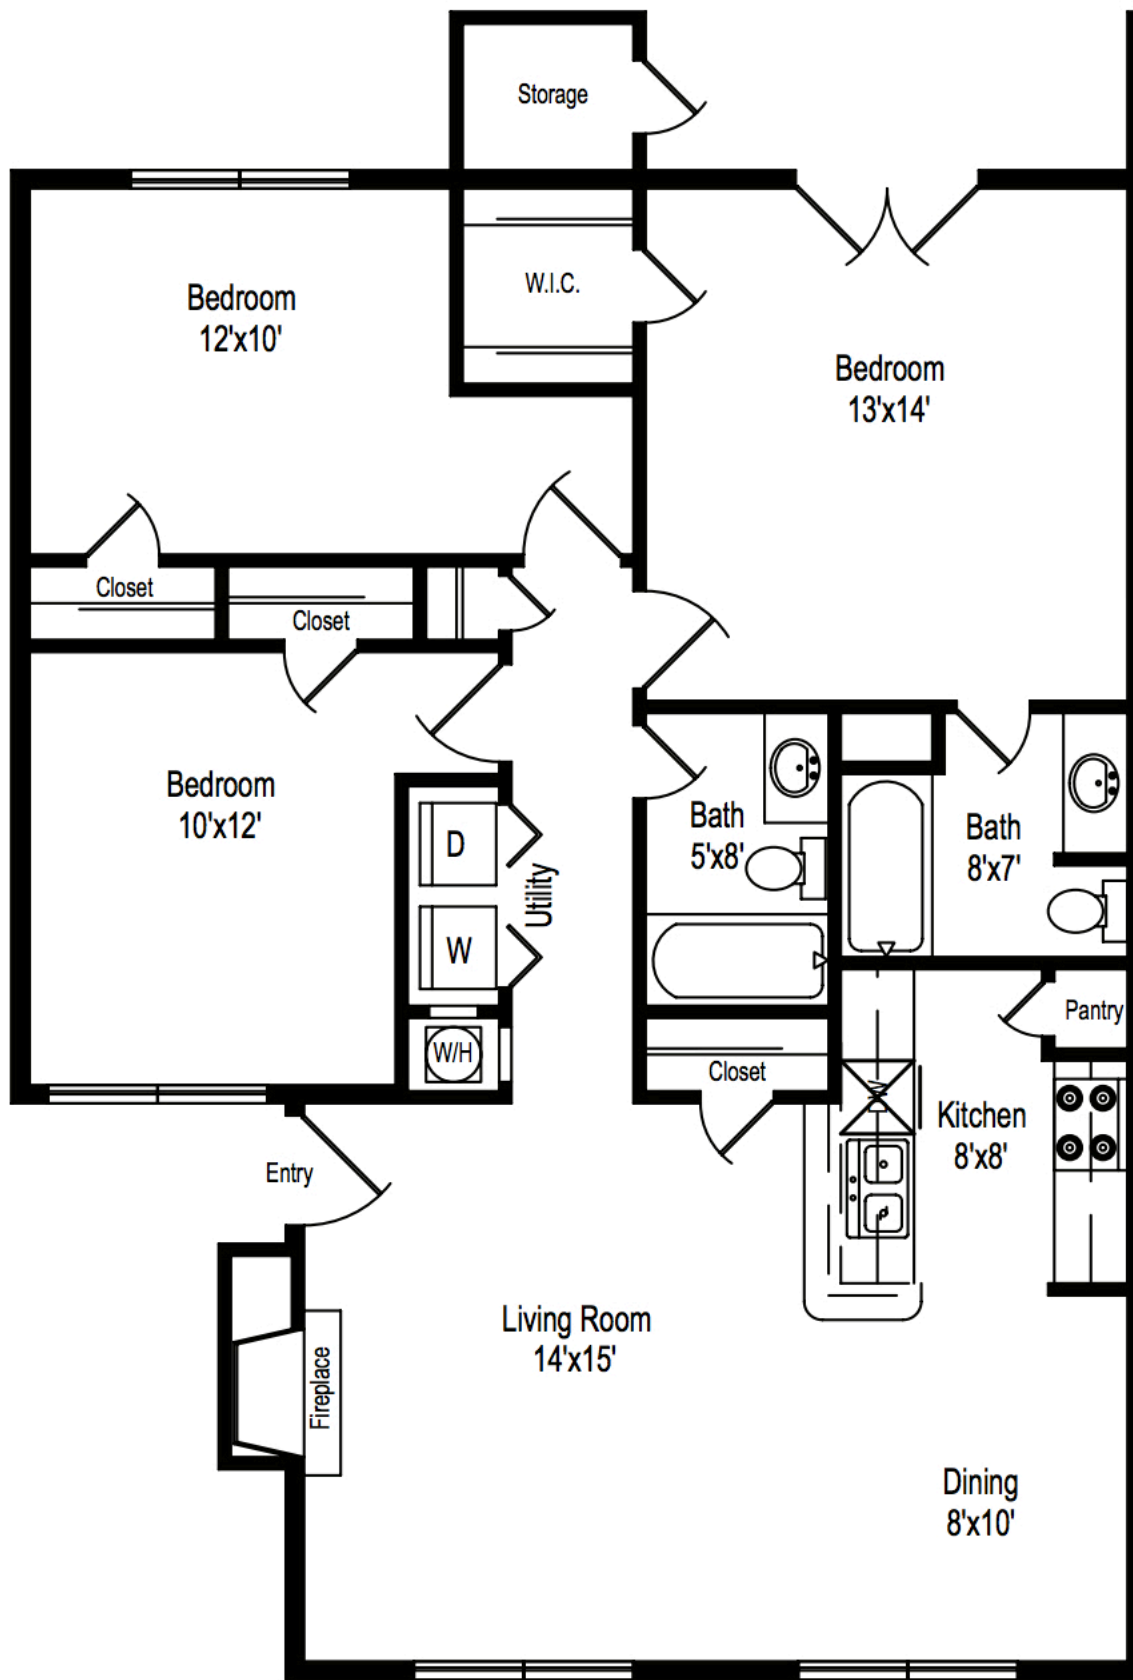 Storage
W.I.C.
Bedroom
12'x10'
Bedroom
13'x14'
Closet
Closet
Bedroom
10'x12'
D
Utility
W
W/H
Bath
5'x8'
Bath
8'x7'
Pantry
Closet
Kitchen
8'x8'
Entry
Living Room
14'x15'
Fireplace
Dining
8'x10'